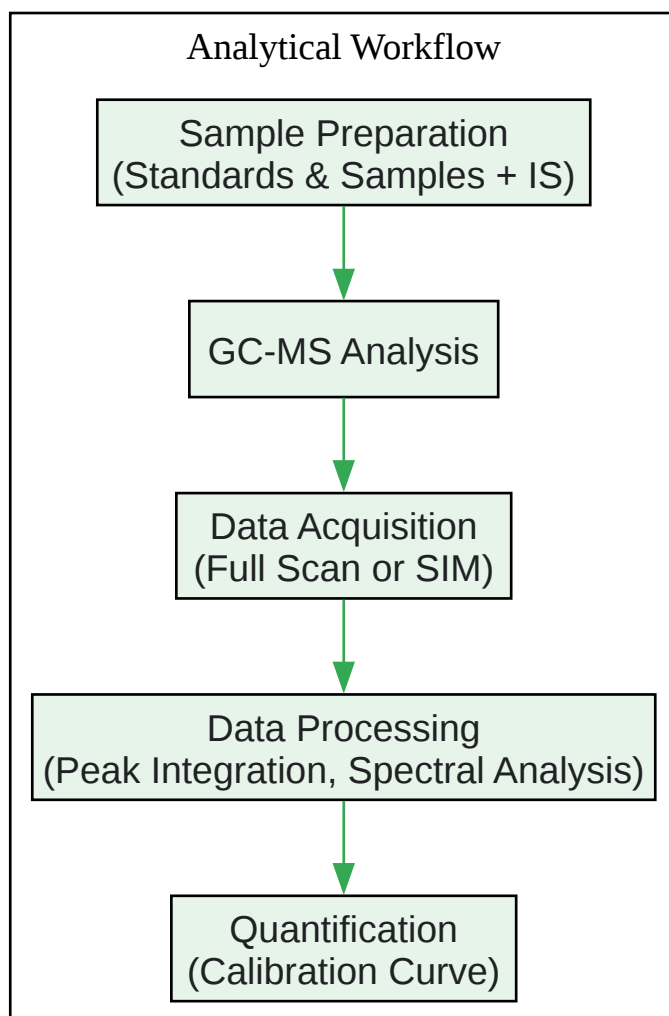 Analytical Workflow
Sample Preparation
(Standards & Samples + IS)
GC-MS Analysis
Data Acquisition
(Full Scan or SIM)
Data Processing
(Peak Integration, Spectral Analysis)
Quantification
(Calibration Curve)